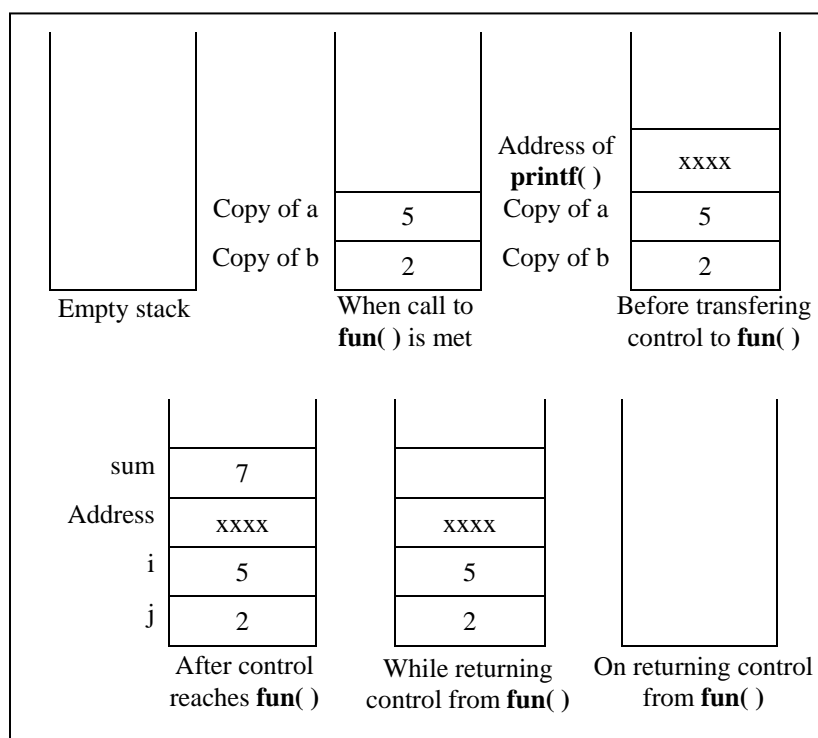 Address of
printf( )
xxxx
Copy of a
5
Copy of a
5
Copy of b
2
Copy of b
2
Empty stack
When call to
fun( ) is met
Before transfering
control to fun( )
sum
7
Address
xxxx
xxxx
i
5
5
j
2
2
After control
reaches fun( )
While returning
control from fun( )
On returning control
from fun( )